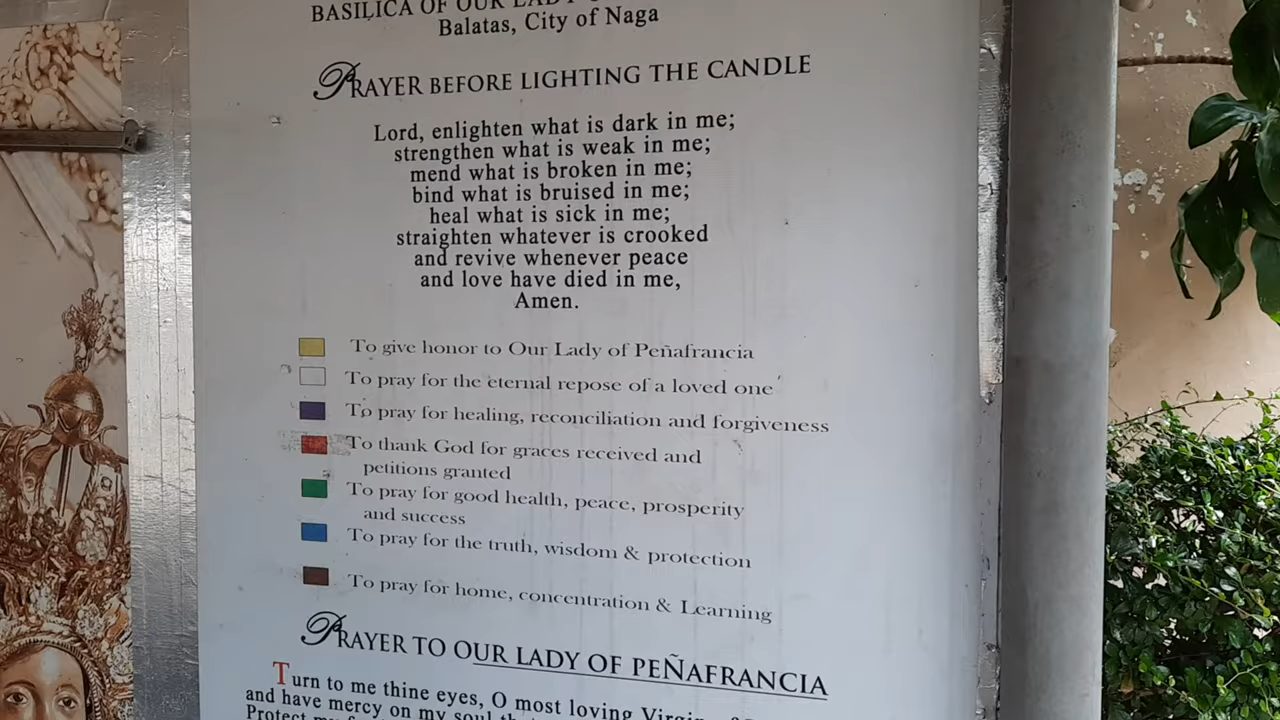 BASILICA OF OUR LADY
Balatas, City of Naga
PRAYER BEFORE LIGHTING THE CANDLE
Lord, enlighten what is dark in me;
strengthen what is weak in me;
mend what is broken in me;
bind what is bruised in me;
heal what is sick in me;
straighten whatever is crooked
and revive whenever peace
and love have died in me,
Amen.
To give honor to Our Lady of Peñafrancia
To pray for the eternal repose of a loved one
To pray for healing, reconciliation and forgiveness
To thank God for graces received and
petitions granted
To pray for good health, peace, prosperity
and success
To pray for the truth, wisdom & protection
To pray for home, concentration & Learning
PRAYER TO OUR LADY OF PEÑAFRANCIA
Turn to me thine eyes, O most loving Virgin
and have mercy on my soul
Protect